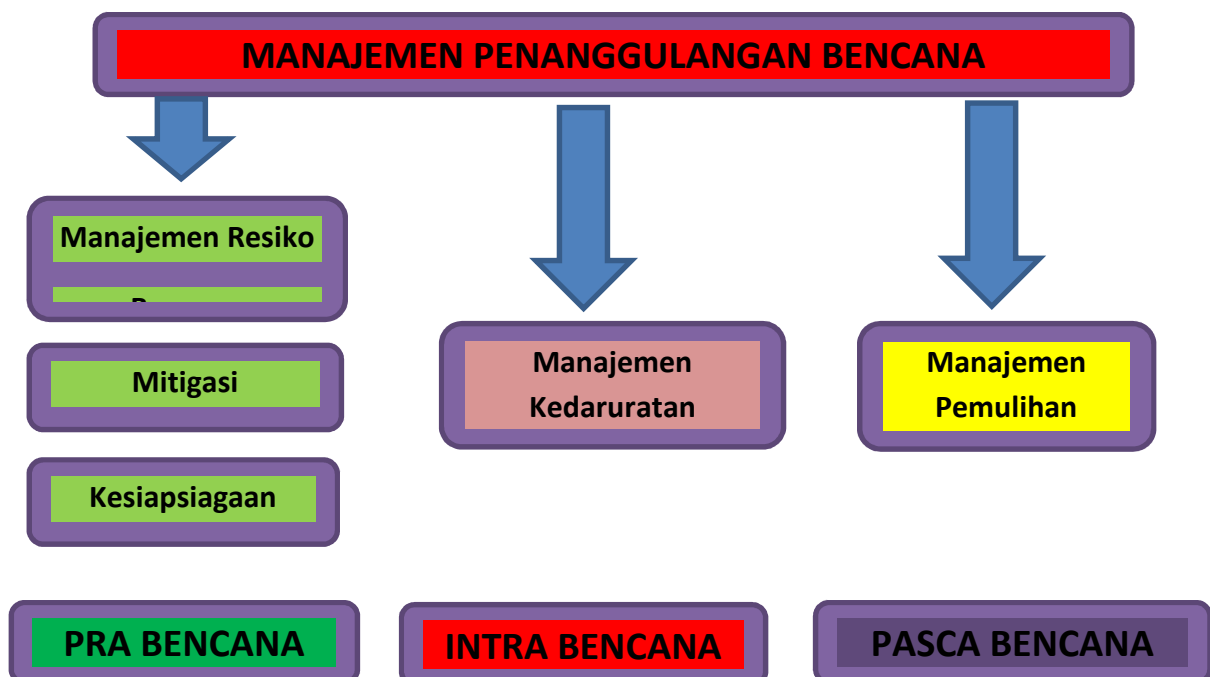 MANAJEMEN PENANGGULANGAN BENCANA
Manajemen Resiko
Mitigasi
Kesiapsiagaan
Manajemen
Kedaruratan
Manajemen
Pemulihan
PRA BENCANA
INTRA BENCANA
PASCA BENCANA